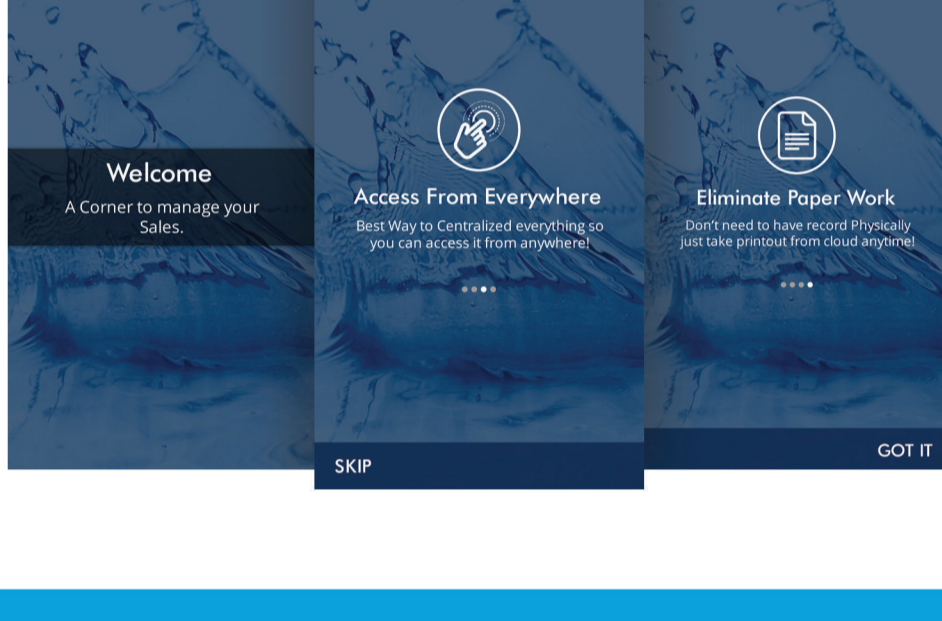 Welcome
A Corner to manage your
Sales.
Access From Everywhere
Best Way to Centralized everything so
you can access it from anywhere!
SKIP
Eliminate Paper Work
Don't need to have record Physically
just take printout from cloud anytime!
GOT IT